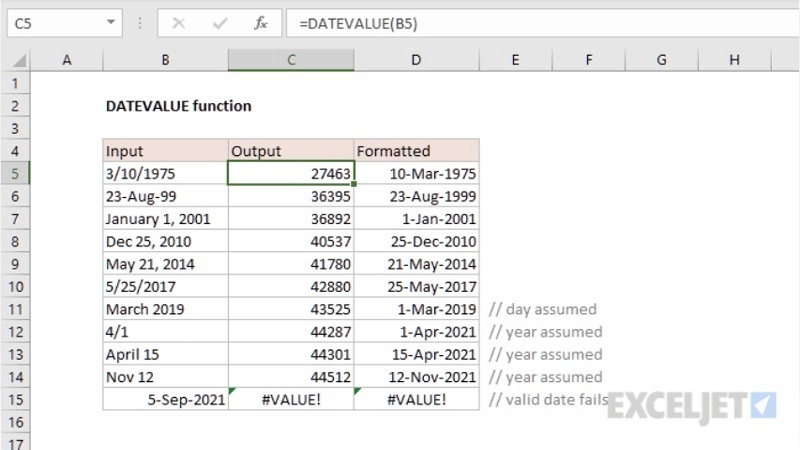 C5 fx =DATEVALUE(B5)
A B C D E F G H
1
2 DATEVALUE function
3
4 Input Output Formatted
5 3/10/1975 27463 10-Mar-1975
6 23-Aug-99 36395 23-Aug-1999
7 January 1, 2001 36892 1-Jan-2001
8 Dec 25, 2010 40537 25-Dec-2010
9 May 21, 2014 41780 21-May-2014
10 5/25/2017 42880 25-May-2017
11 March 2019 43525 1-Mar-2019 // day assumed
12 4/1 44287 1-Apr-2021 // year assumed
13 April 15 44301 15-Apr-2021 // year assumed
14 Nov 12 44512 12-Nov-2021 // year assumed
15 5-Sep-2021 #VALUE! #VALUE! // valid date fails EXCELJET
16
17